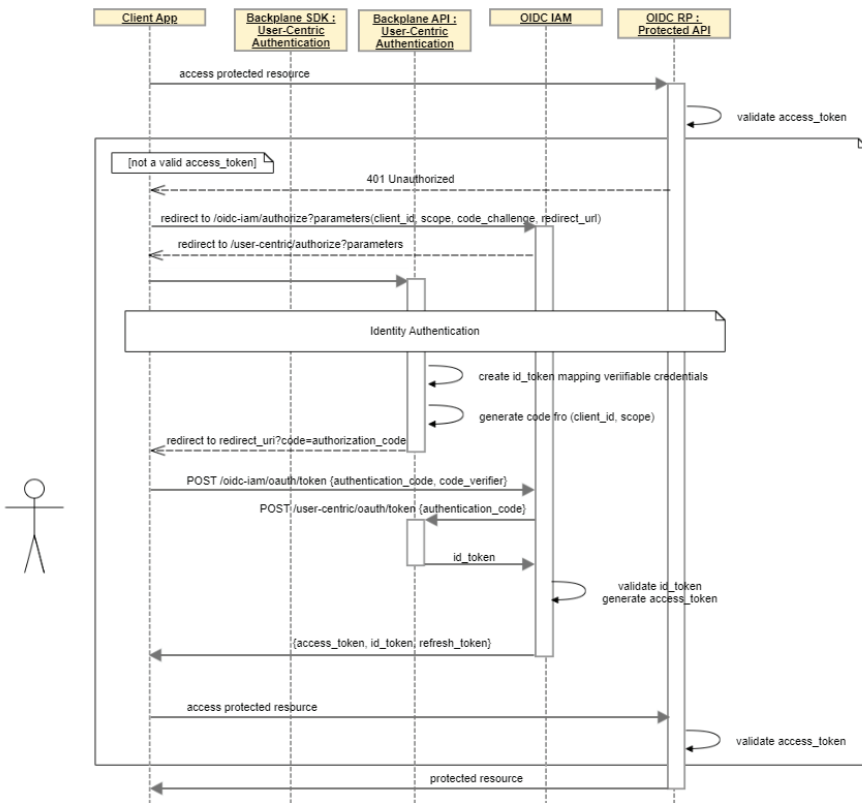 Client App
Backplane SDK :
User-Centric
Authentication
Backplane API :
User-Centric
Authentication
OIDC IAM
OIDC RP :
Protected API
access protected resource
validate access_token
[not a valid access_token]
401 Unauthorized
redirect to /oidc-iam/authorize?parameters(client_id, scope, code_challenge, redirect_url)
redirect to /user-centric/authorize?parameters
Identity Authentication
create id_token mapping veriifiable credentials
generate code fro (client_id, scope)
redirect to redirect_uri?code=authorization_code
POST /oidc-iam/oauth/token {authentication_code, code_verifier}
POST /user-centric/oauth/token {authentication_code}
id_token
validate id_token
generate access_token
{access_token, id_token, refresh_token}
access protected resource
validate access_token
protected resource